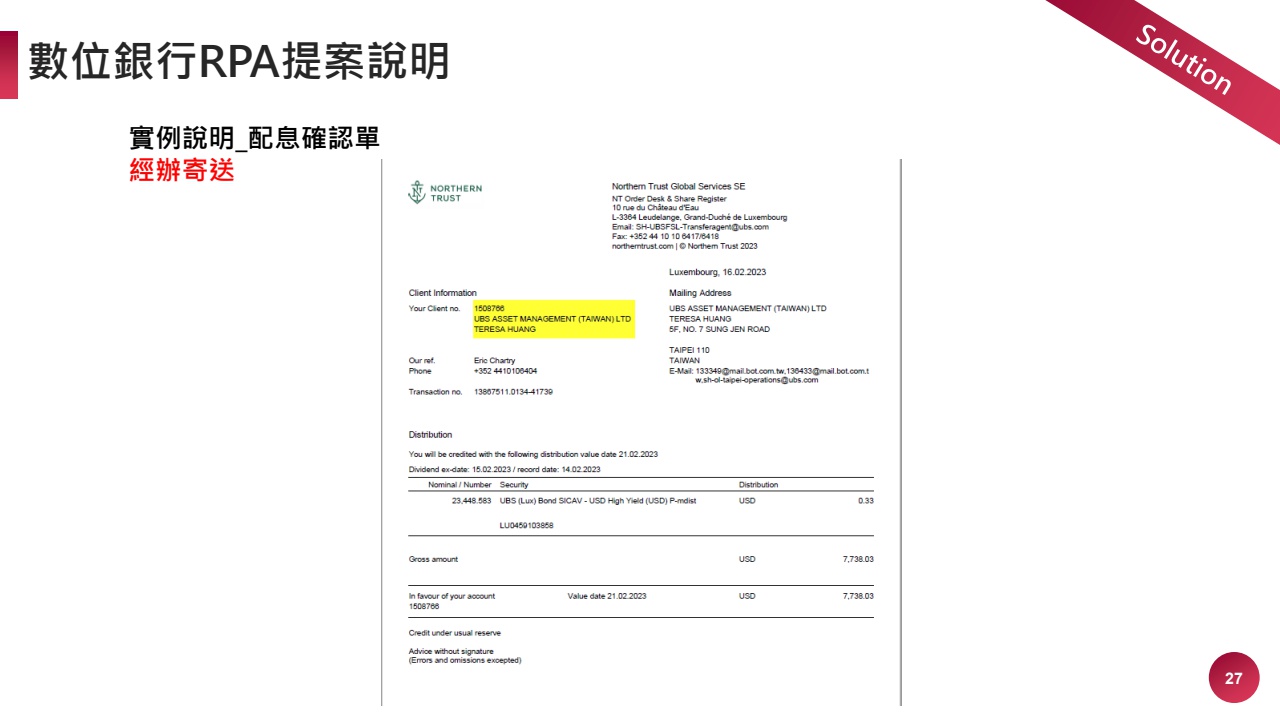 Solution
數位銀行RPA提案說明
實例說明_配息確認單
經辦寄送
NORTHERN
TRUST
Northern Trust Global Services SE
NT Order Desk & Share Register
10 rue du Château d'Eau
L-3364 Leudelange, Grand-Duché de Luxembourg
Email: SH-UBSFSL-Transferagent@ubs.com
Fax: +352 44 10 10 6417/6418
northerntrust.com | © Northern Trust 2023
Luxembourg, 16.02.2023
Client Information
Mailing Address
Your Client no. 1508766
UBS ASSET MANAGEMENT (TAIWAN) LTD
TERESA HUANG
UBS ASSET MANAGEMENT (TAIWAN) LTD
TERESA HUANG
5F, NO. 7 SUNG JEN ROAD
TAIPEI 110
TAIWAN
E-Mail: 133349@mail.bot.com.tw,136433@mail.bot.com.t
w,sh-ol-taipei-operations@ubs.com
Our ref. Eric Chartry
Phone +352 4410106404
Transaction no. 13867511.0134-41739
Distribution
You will be credited with the following distribution value date 21.02.2023
Dividend ex-date: 15.02.2023 / record date: 14.02.2023
Nominal / Number Security Distribution
23,448.583 UBS (Lux) Bond SICAV - USD High Yield (USD) P-mdist USD 0.33
LU0459103858
Gross amount USD 7,738.03
In favour of your account Value date 21.02.2023 USD 7,738.03
1508766
Credit under usual reserve
Advice without signature
(Errors and omissions excepted)
27